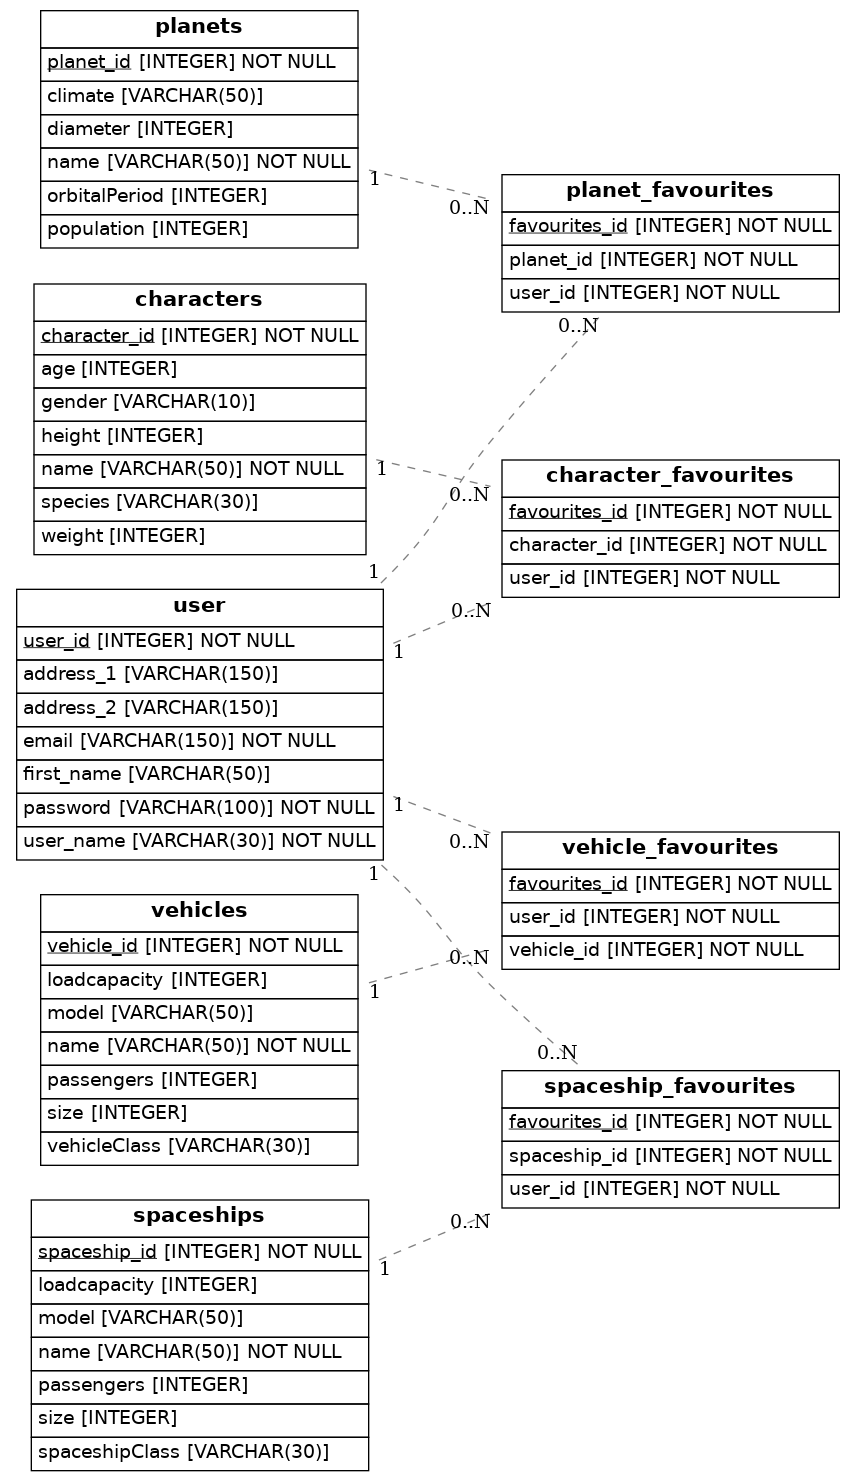 planets
planet_id [INTEGER] NOT NULL
climate [VARCHAR(50)]
diameter [INTEGER]
name [VARCHAR(50)] NOT NULL
orbitalPeriod [INTEGER]
population [INTEGER]
1
0..N
planet_favourites
favourites_id [INTEGER] NOT NULL
planet_id [INTEGER] NOT NULL
user_id [INTEGER] NOT NULL
0..N
characters
character_id [INTEGER] NOT NULL
age [INTEGER]
gender [VARCHAR(10)]
height [INTEGER]
name [VARCHAR(50)] NOT NULL
species [VARCHAR(30)]
weight [INTEGER]
1
0..N
character_favourites
favourites_id [INTEGER] NOT NULL
character_id [INTEGER] NOT NULL
user_id [INTEGER] NOT NULL
1
0..N
1
user
user_id [INTEGER] NOT NULL
address_1 [VARCHAR(150)]
address_2 [VARCHAR(150)]
email [VARCHAR(150)] NOT NULL
first_name [VARCHAR(50)]
password [VARCHAR(100)] NOT NULL
user_name [VARCHAR(30)] NOT NULL
1
0..N
1
vehicle_favourites
favourites_id [INTEGER] NOT NULL
user_id [INTEGER] NOT NULL
vehicle_id [INTEGER] NOT NULL
vehicles
vehicle_id [INTEGER] NOT NULL
loadcapacity [INTEGER]
model [VARCHAR(50)]
name [VARCHAR(50)] NOT NULL
passengers [INTEGER]
size [INTEGER]
vehicleClass [VARCHAR(30)]
0..N
1
0..N
spaceship_favourites
favourites_id [INTEGER] NOT NULL
spaceship_id [INTEGER] NOT NULL
user_id [INTEGER] NOT NULL
0..N
1
spaceships
spaceship_id [INTEGER] NOT NULL
loadcapacity [INTEGER]
model [VARCHAR(50)]
name [VARCHAR(50)] NOT NULL
passengers [INTEGER]
size [INTEGER]
spaceshipClass [VARCHAR(30)]